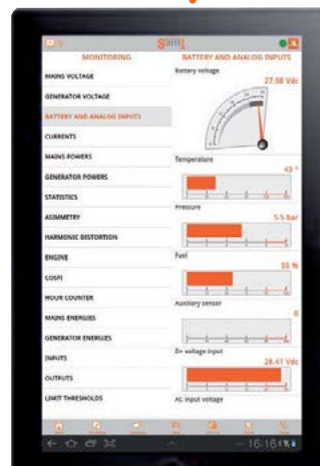 Sami
MONITORING
MAINS VOLTAGE
GENERATOR VOLTAGE
BATTERY AND ANALOG INPUTS
CURRENTS
MAINS POWERS
GENERATOR POWERS
STATISTICS
ASIMMETRY
HARMONIC DISTORTION
ENGINE
COSFI
HOUR COUNTER
MAINS ENERGIES
GENERATOR ENERGIES
INPUTS
OUTPUTS
LIMIT THRESHOLDS
BATTERY AND ANALOG INPUTS
Battery voltage
27.98 Vdc
Temperature
43 °
Pressure
5.5 bar
Fuel
55 %
Auxiliary sensor
0
D+ voltage input
28.41 Vdc
AC input voltage
16:16